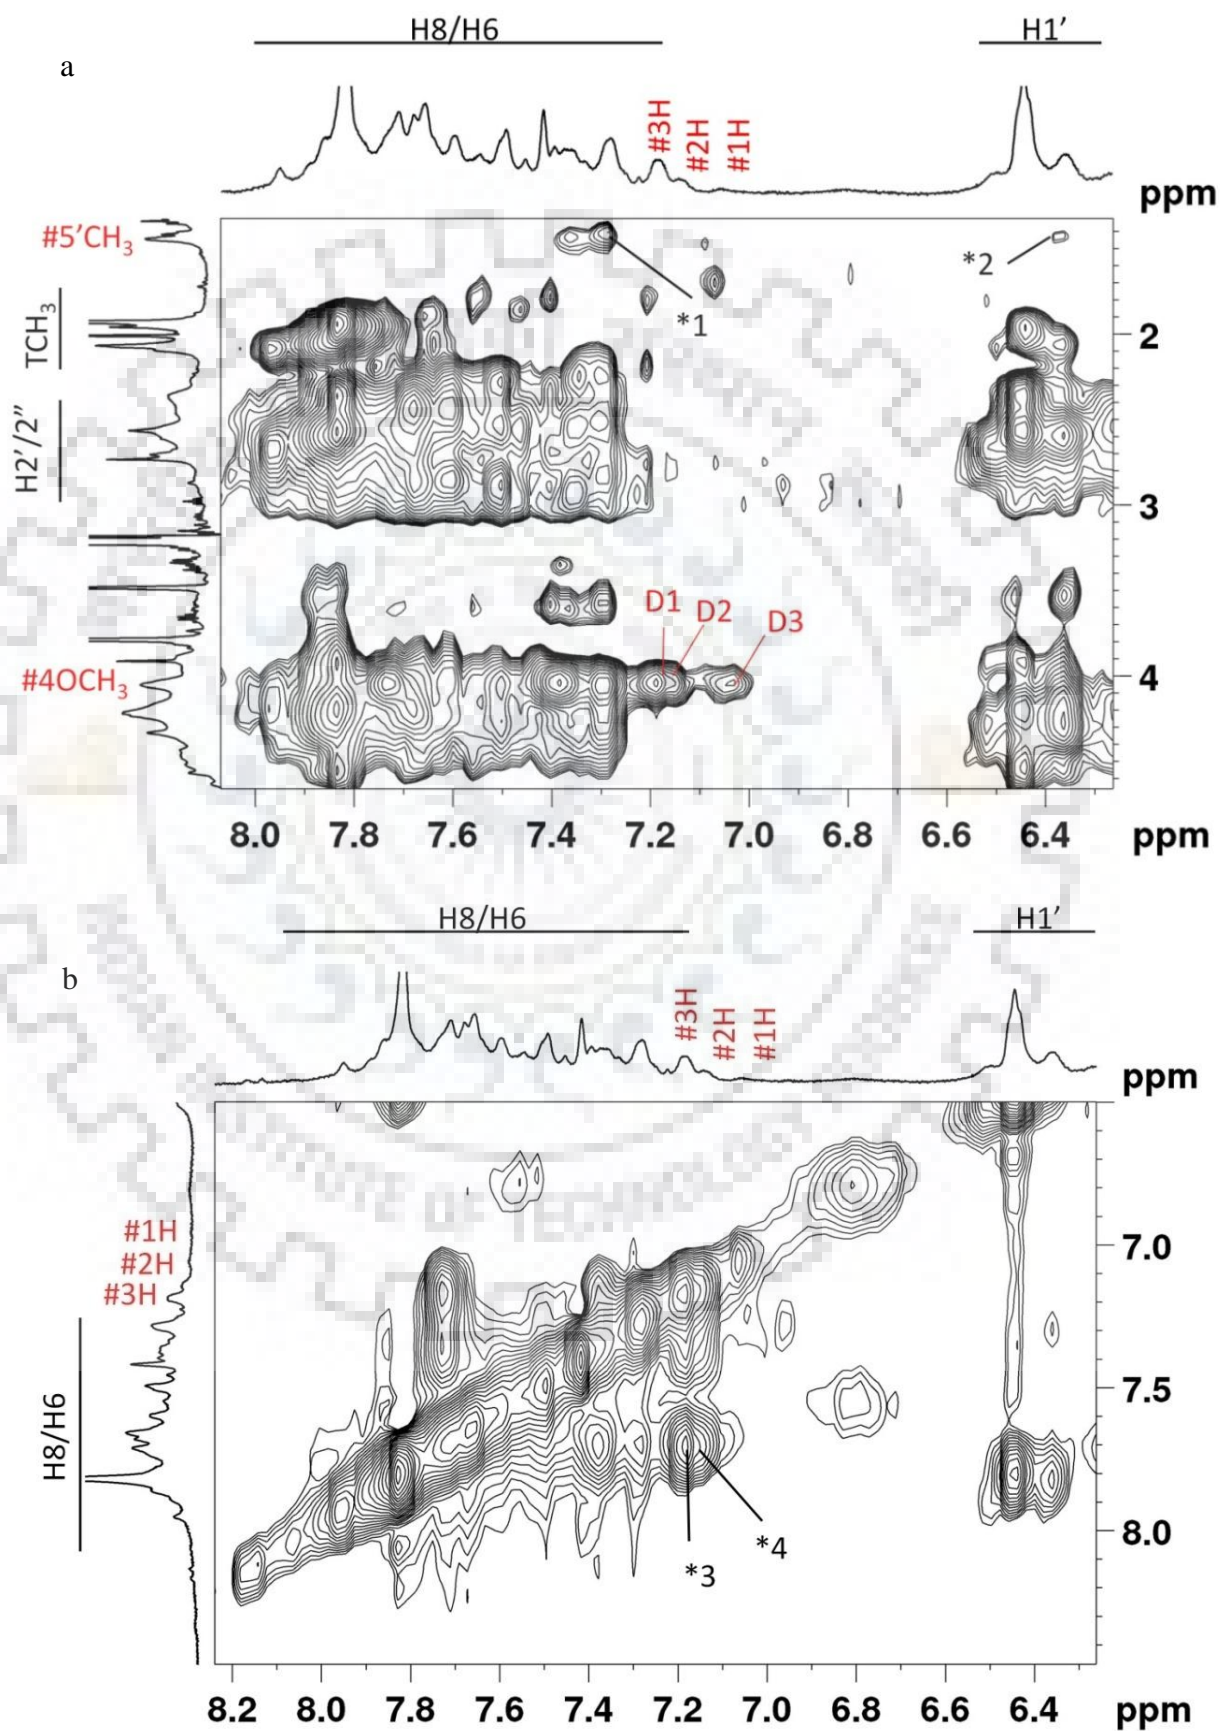 H8/H6 H1’
a
#3H
#2H
#1H
ppm
#5’CH3
TCH3
H2’/2”
#4OCH3
*1
*2
2
3
4
D1
D2
D3
8.0 7.8 7.6 7.4 7.2 7.0 6.8 6.6 6.4 ppm
H8/H6 H1’
b
#3H
#2H
#1H
ppm
#1H
#2H
#3H
H8/H6
7.0
7.5
8.0
*4
*3
8.2 8.0 7.8 7.6 7.4 7.2 7.0 6.8 6.6 6.4 ppm